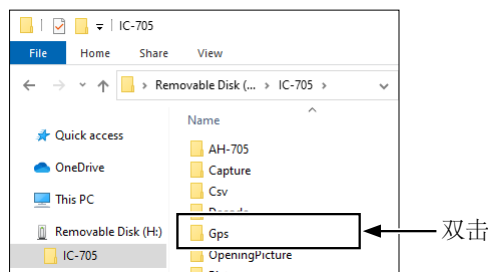 IC-705
File Home Share View
Removable Disk (... > IC-705 >
Name
Quick access
OneDrive
This PC
Removable Disk (H:)
IC-705
AH-705
Capture
Csv
Gps
OpeningPicture
双击